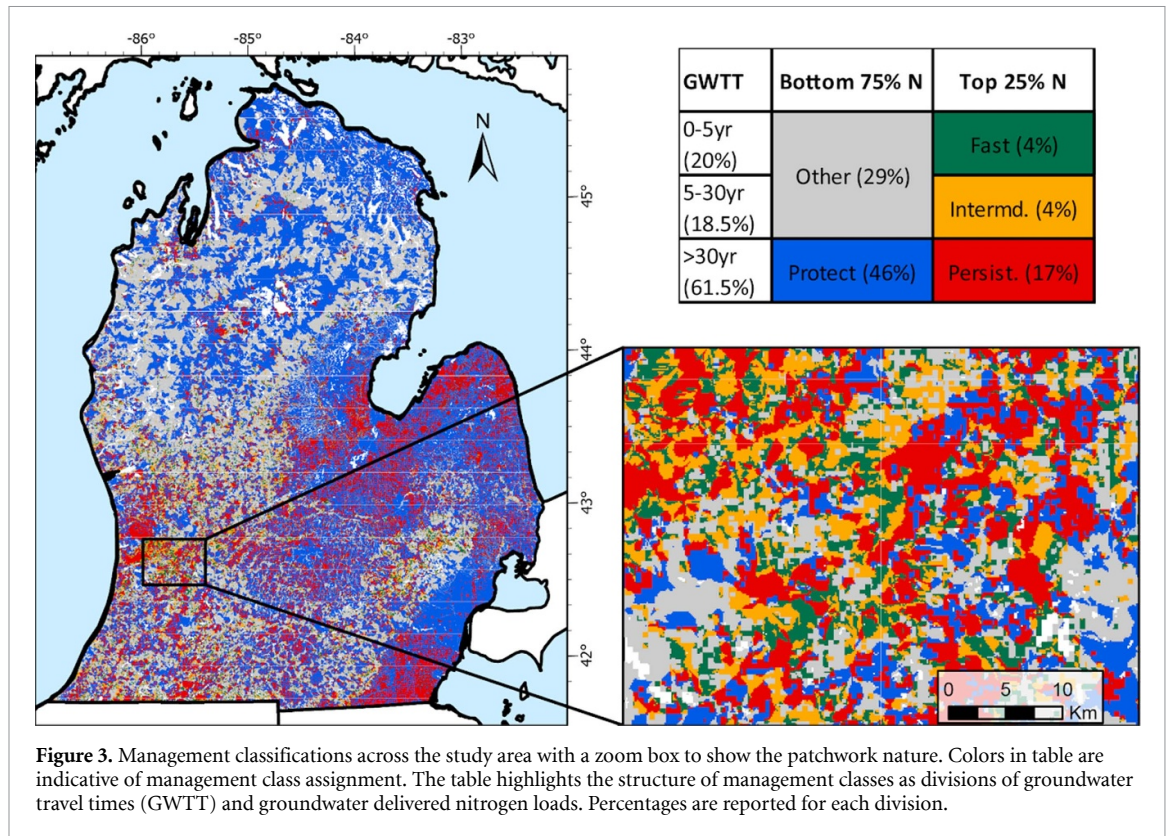 -86° -85° -84° -83°
N
45°
44°
43°
42°
GWTT Bottom 75% N Top 25% N
0-5yr
(20%)
Other (29%)
Fast (4%)
5-30yr
(18.5%)
Intermd. (4%)
>30yr
(61.5%)
Protect (46%)
Persist. (17%)
0 5 10
Km
Figure 3. Management classifications across the study area with a zoom box to show the patchwork nature. Colors in table are
indicative of management class assignment. The table highlights the structure of management classes as divisions of groundwater
travel times (GWTT) and groundwater delivered nitrogen loads. Percentages are reported for each division.